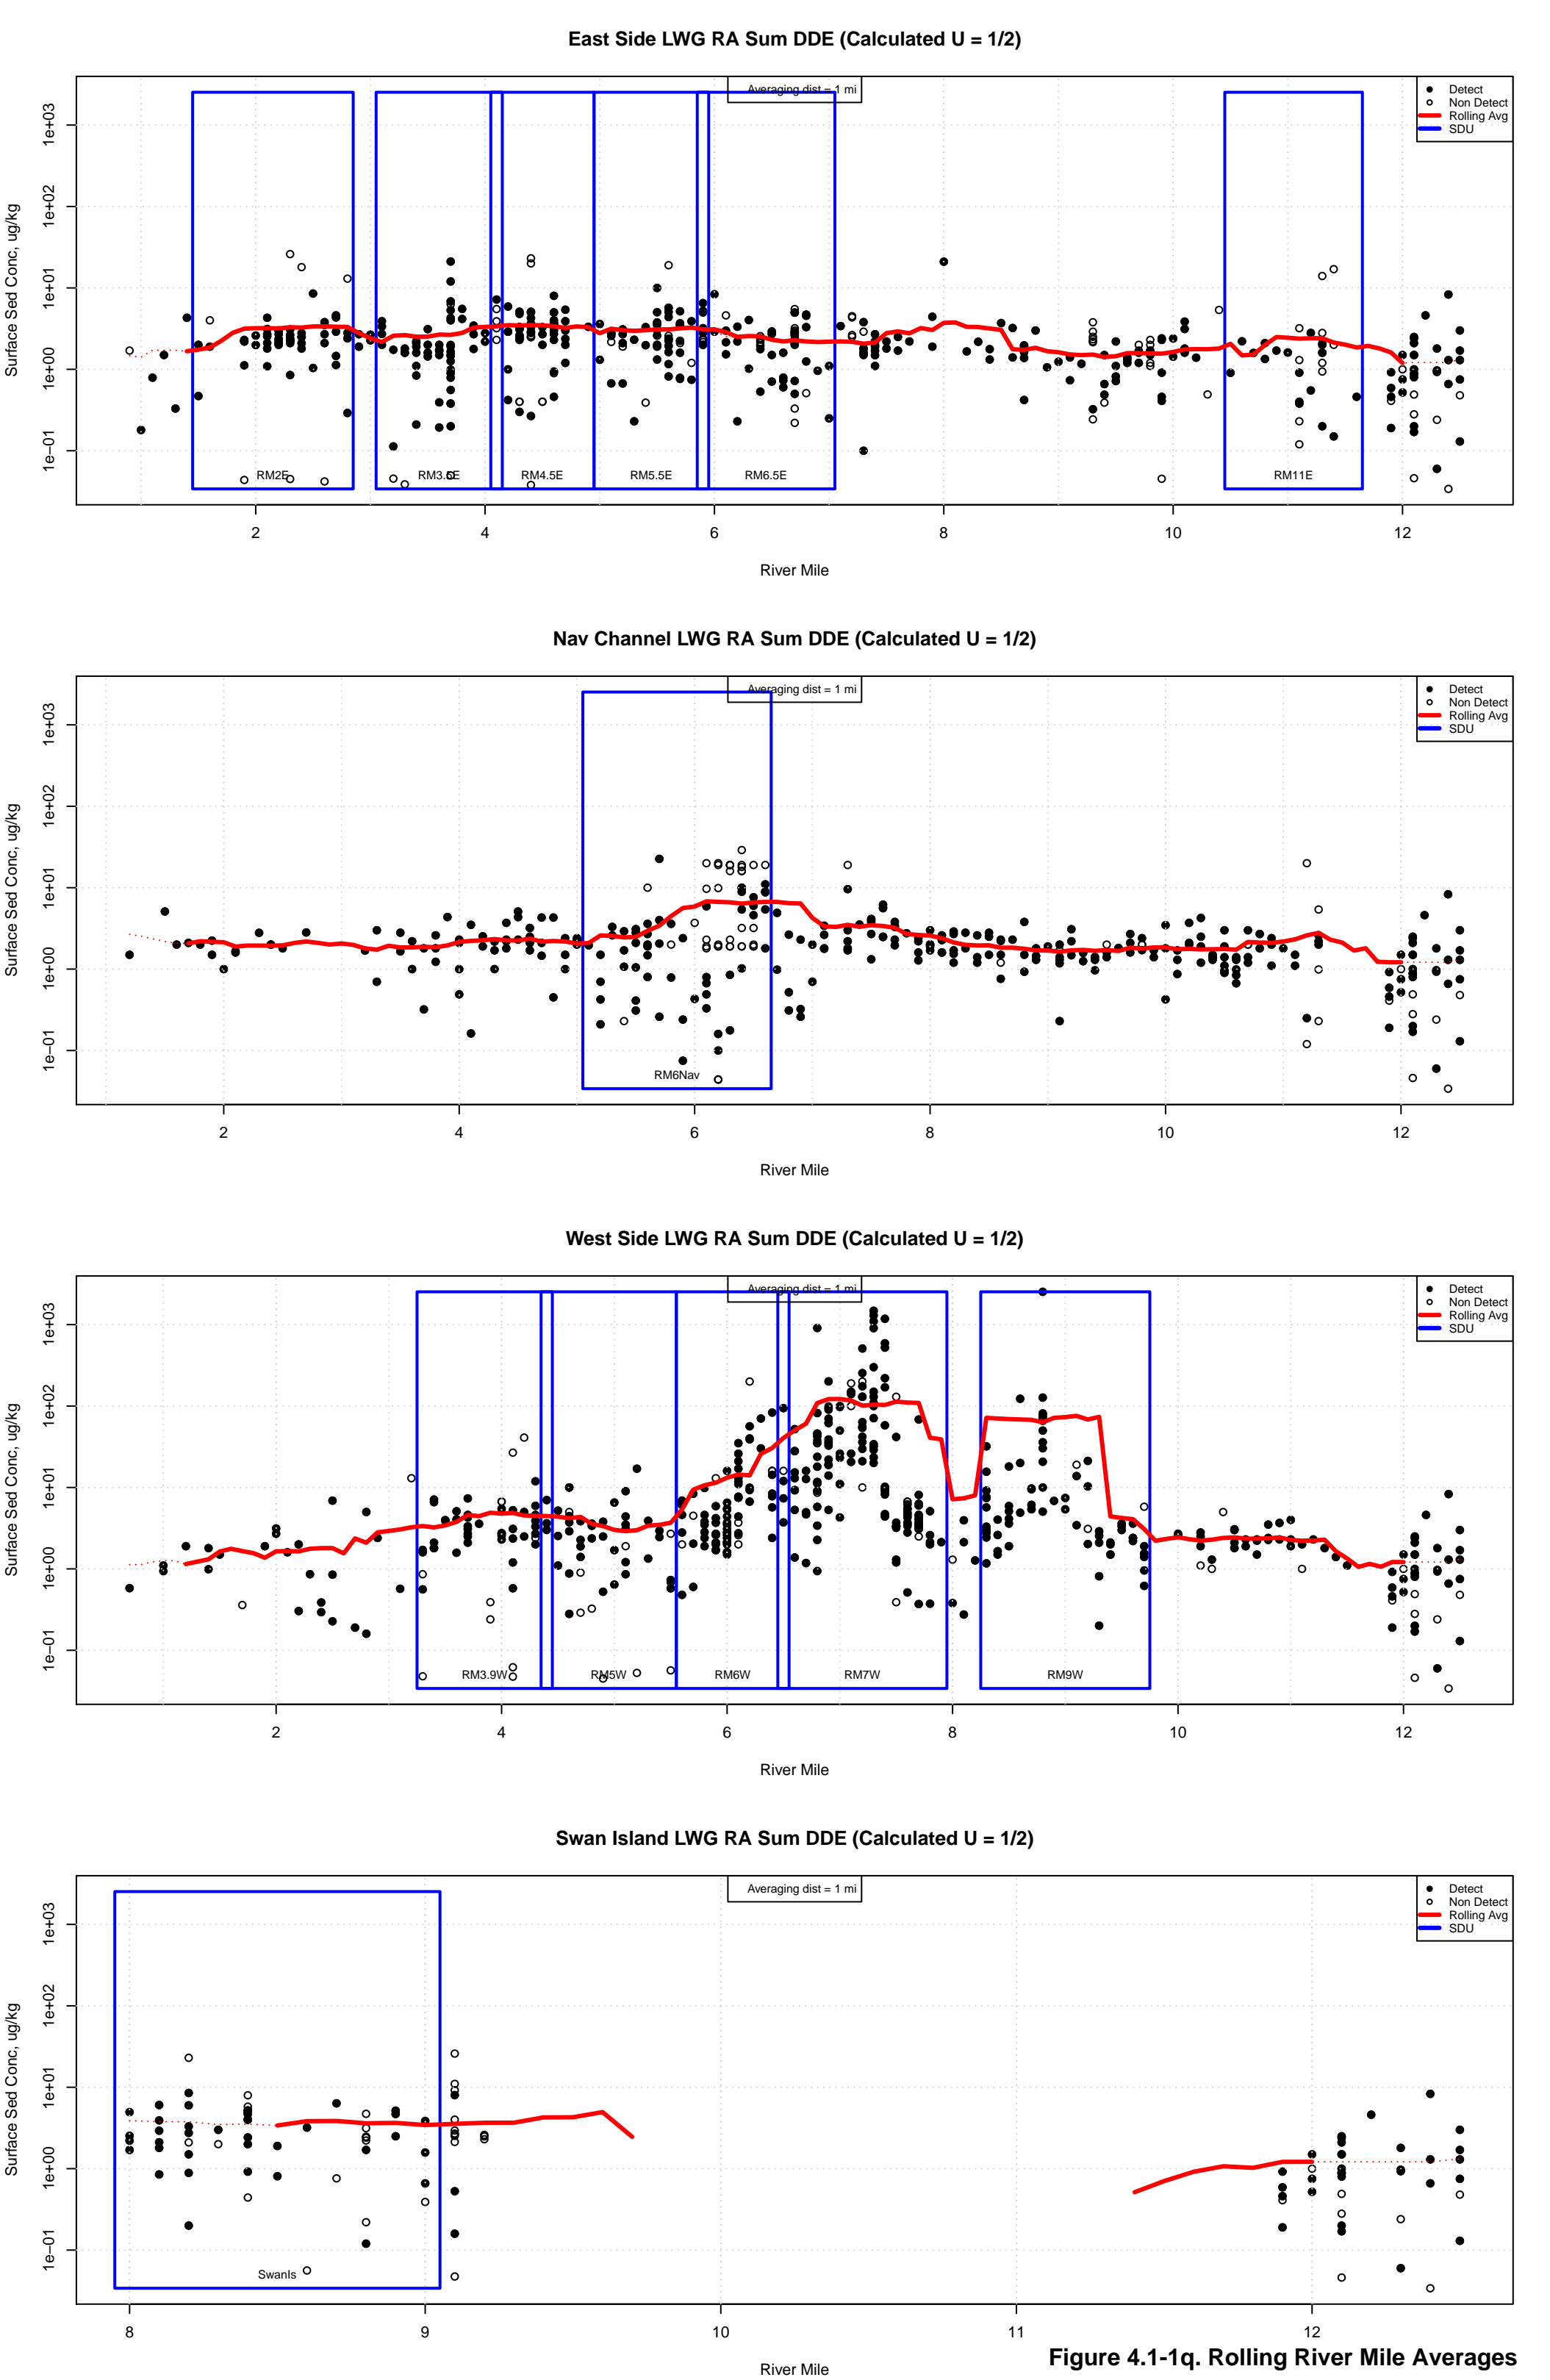 East Side LWG RA Sum DDE (Calculated U = 1/2)
Averaging dist = 1 mi
Detect
Non Detect
Rolling Avg
SDU
Surface Sed Conc, ug/kg
1e+03
1e+02
1e+01
1e+00
1e−01
RM2E RM3.5E RM4.5E RM5.5E RM6.5E RM11E
2 4 6 8 10 12
River Mile
Nav Channel LWG RA Sum DDE (Calculated U = 1/2)
Averaging dist = 1 mi
Detect
Non Detect
Rolling Avg
SDU
Surface Sed Conc, ug/kg
1e+03
1e+02
1e+01
1e+00
1e−01
RM6Nav
2 4 6 8 10 12
River Mile
West Side LWG RA Sum DDE (Calculated U = 1/2)
Averaging dist = 1 mi
Detect
Non Detect
Rolling Avg
SDU
Surface Sed Conc, ug/kg
1e+03
1e+02
1e+01
1e+00
1e−01
RM3.9W RM5W RM6W RM7W RM9W
2 4 6 8 10 12
River Mile
Swan Island LWG RA Sum DDE (Calculated U = 1/2)
Averaging dist = 1 mi
Detect
Non Detect
Rolling Avg
SDU
Surface Sed Conc, ug/kg
1e+03
1e+02
1e+01
1e+00
1e−01
SwanIs
8 9 10 11 12
River Mile
Figure 4.1-1q. Rolling River Mile Averages